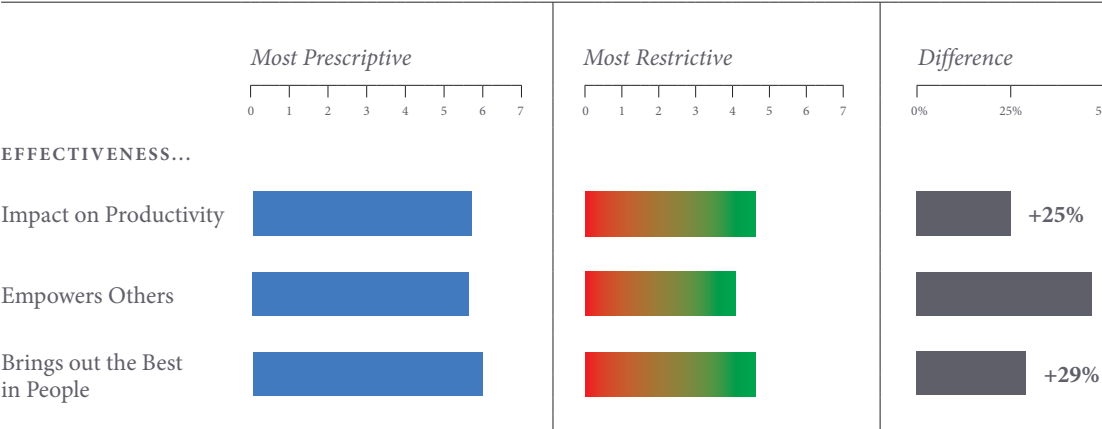 Most Prescriptive
Most Restrictive
Difference
0 1 2 3 4 5 6 7
0 1 2 3 4 5 6 7
0% 25%
EFFECTIVENESS...
Impact on Productivity
+25%
Empowers Others
Brings out the Best
in People
+29%